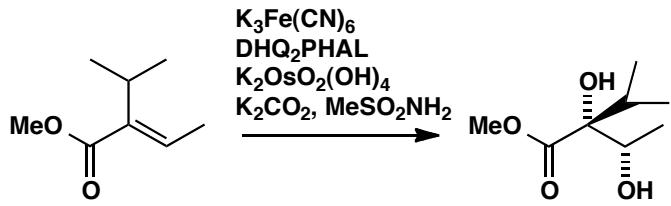 K3Fe(CN)6
DHQ2PHAL
K2OsO2(OH)4
K2CO2, MeSO2NH2
MeO
O
OH
MeO
O
OH